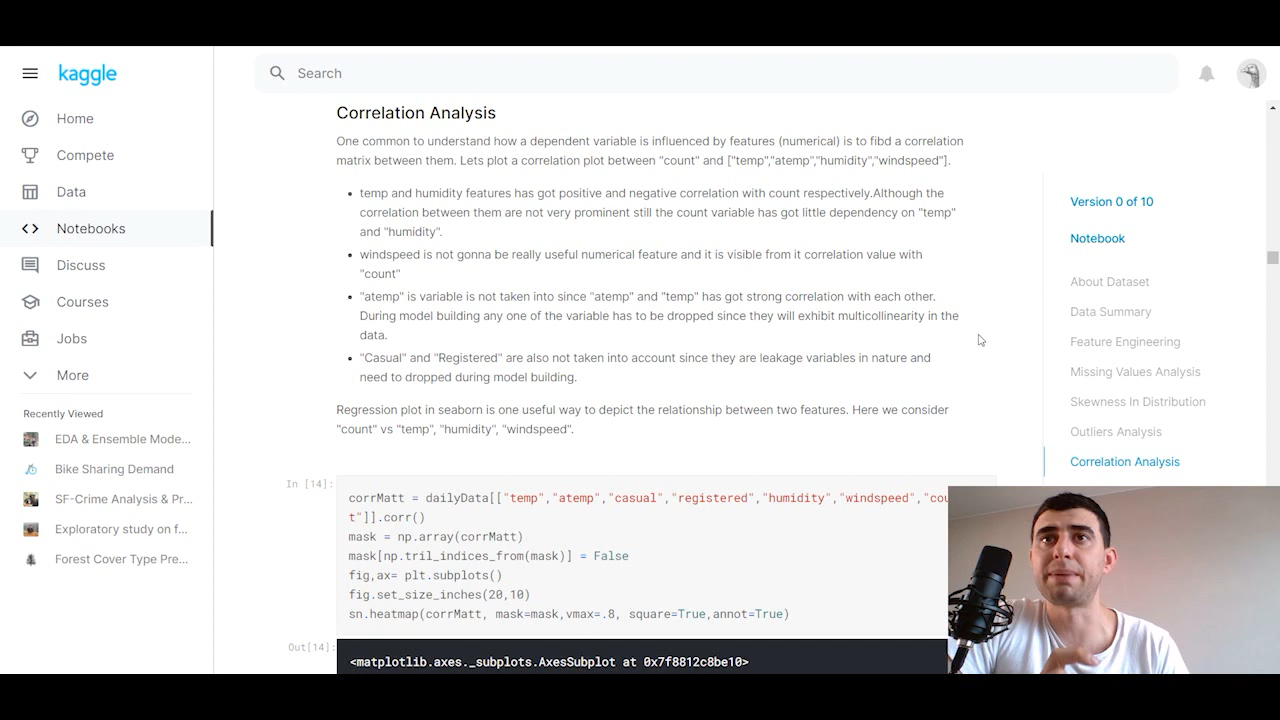 kaggle
Search
Home
Compete
Data
Notebooks
Discuss
Courses
Jobs
More
Recently Viewed
EDA & Ensemble Mode...
Bike Sharing Demand
SF-Crime Analysis & Pr...
Exploratory study on f...
Forest Cover Type Pre...
Correlation Analysis
One common to understand how a dependent variable is influenced by features (numerical) is to fibd a correlation
matrix between them. Lets plot a correlation plot between "count" and ["temp","atemp","humidity","windspeed"].
• temp and humidity features has got positive and negative correlation with count respectively.Although the
correlation between them are not very prominent still the count variable has got little dependency on "temp"
and "humidity".
• windspeed is not gonna be really useful numerical feature and it is visible from it correlation value with
"count"
• "atemp" is variable is not taken into since "atemp" and "temp" has got strong correlation with each other.
During model building any one of the variable has to be dropped since they will exhibit multicollinearity in the
data.
• "Casual" and "Registered" are also not taken into account since they are leakage variables in nature and
need to dropped during model building.
Regression plot in seaborn is one useful way to depict the relationship between two features. Here we consider
"count" vs "temp", "humidity", "windspeed".
In [14]:
corrMatt = dailyData[["temp","atemp","casual","registered","humidity","windspeed","cou
t"]].corr()
mask = np.array(corrMatt)
mask[np.tril_indices_from(mask)] = False
fig,ax= plt.subplots()
fig.set_size_inches(20,10)
sn.heatmap(corrMatt, mask=mask,vmax=.8, square=True,annot=True)
Out[14]:
<matplotlib.axes._subplots.AxesSubplot at 0x7f8812c8be10>
Version 0 of 10
Notebook
About Dataset
Data Summary
Feature Engineering
Missing Values Analysis
Skewness In Distribution
Outliers Analysis
Correlation Analysis